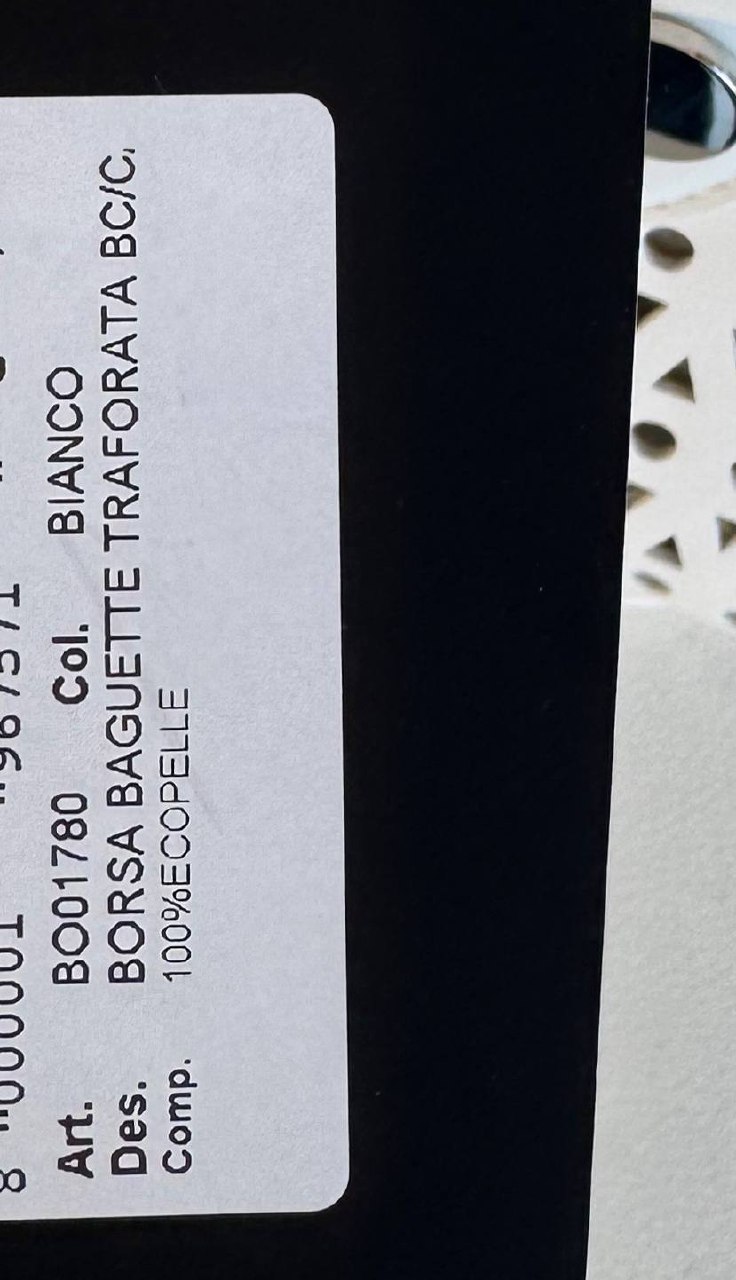 Art. BO01780 Col. BIANCO
Des. BORSA BAGUETTE TRAFORATA BC/C.
Comp. 100%ECOPELLE